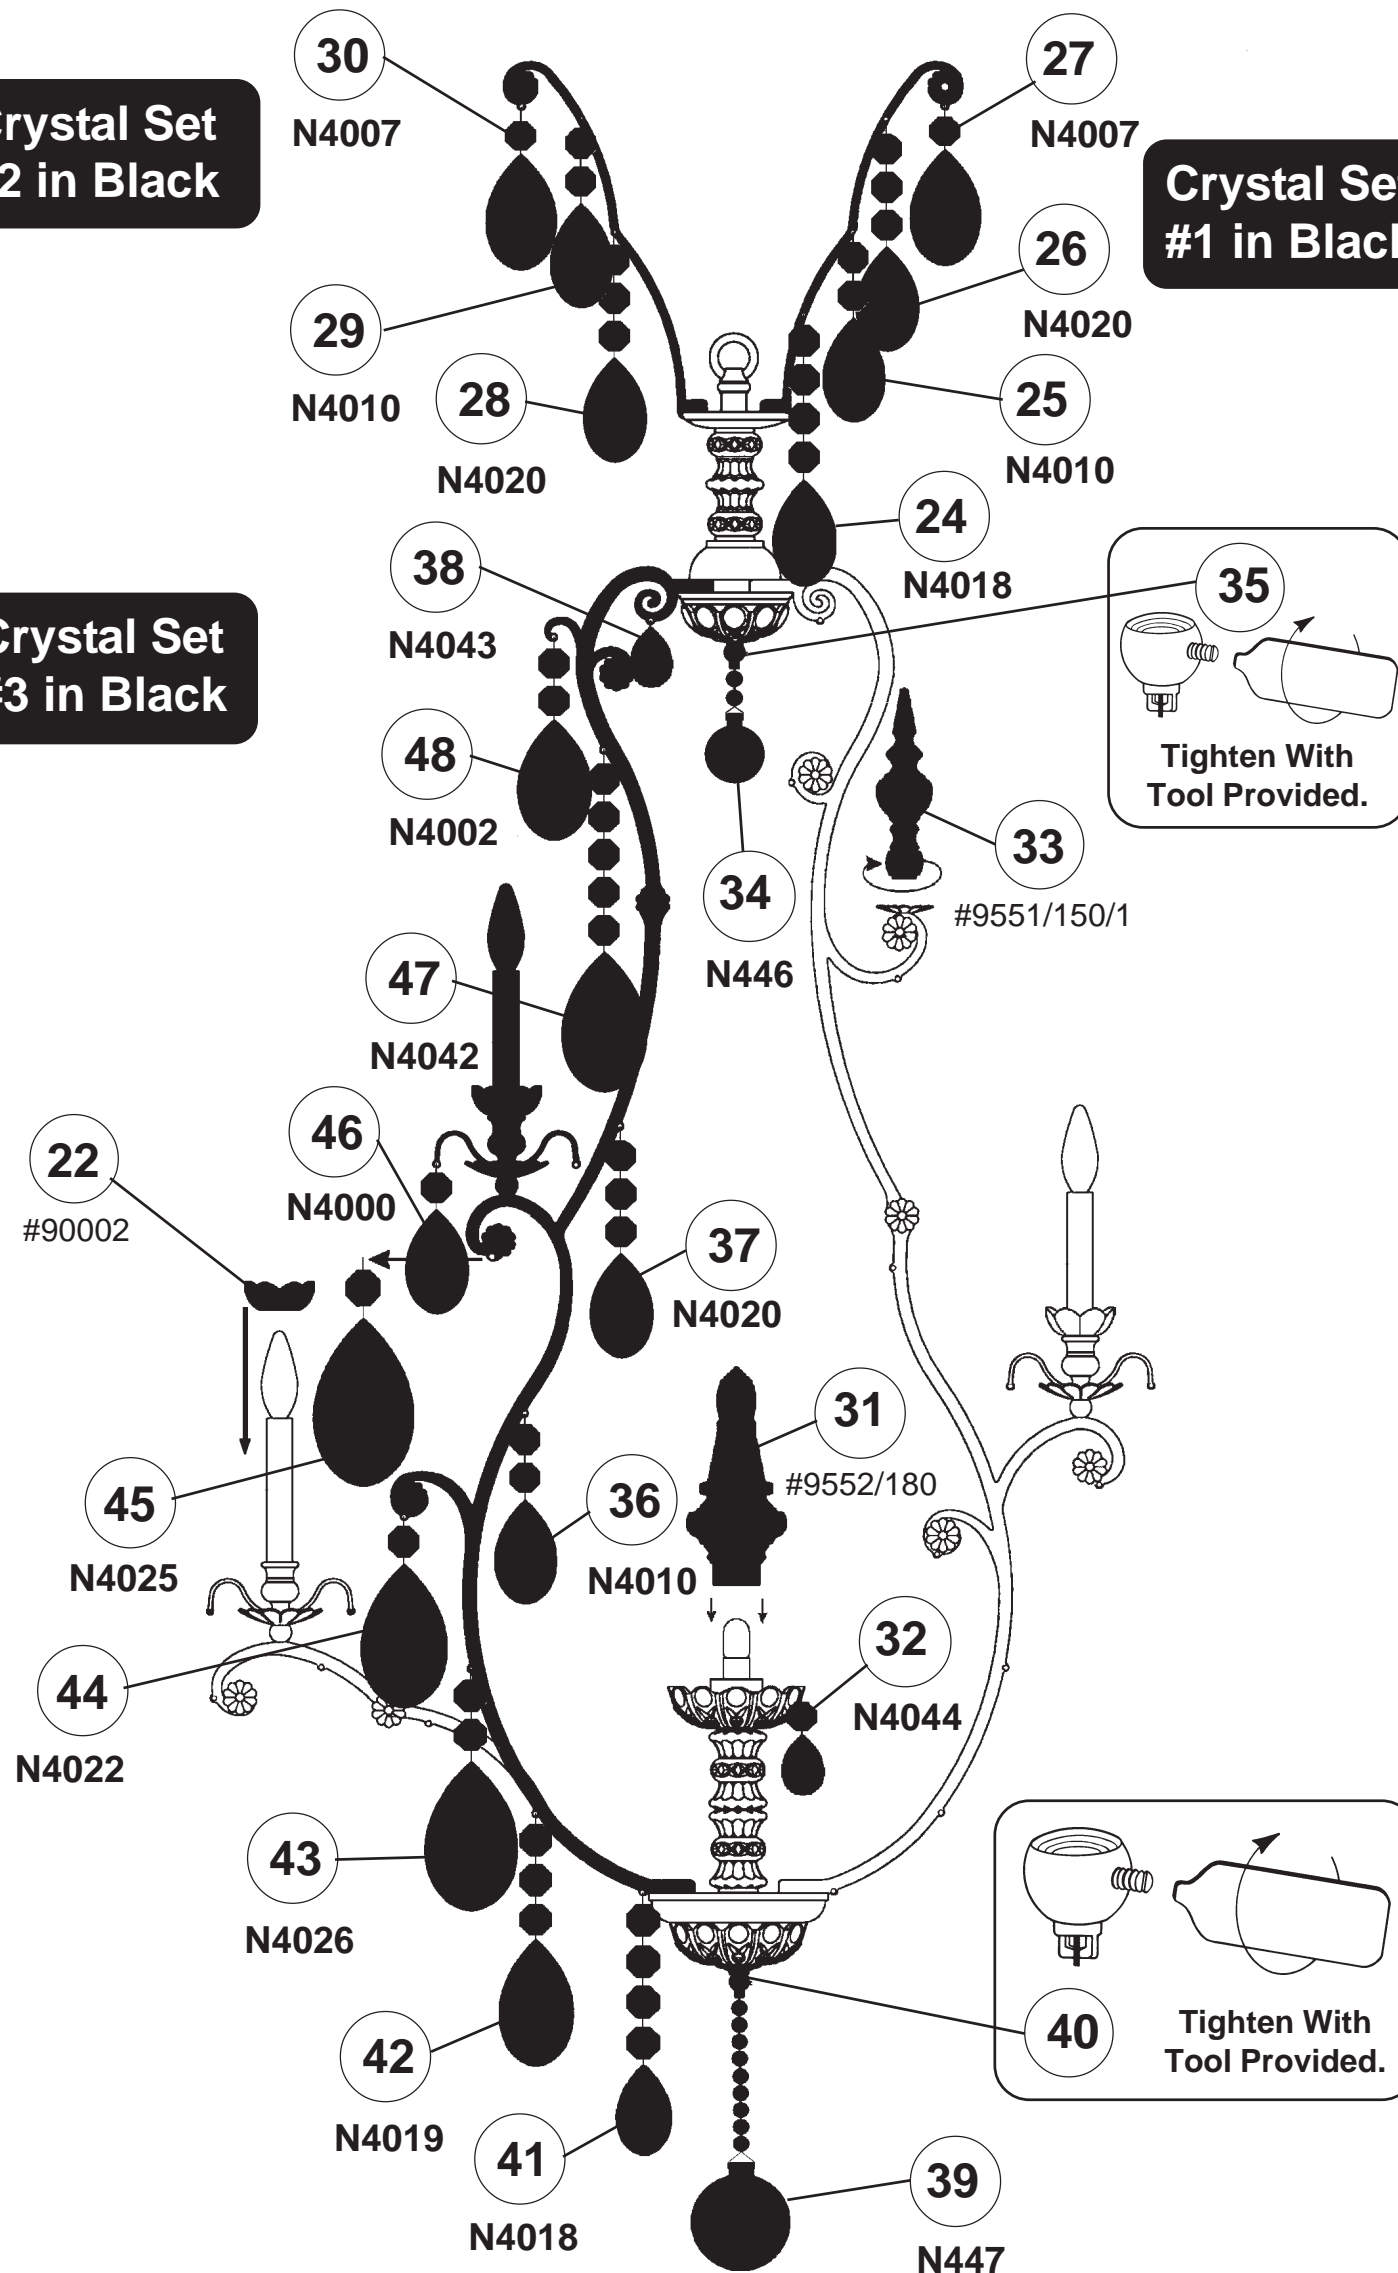 30
N4007
27
N4007
Crystal Set
2 in Black
Crystal Se
#1 in Blac
26
N4020
29
N4010
28
N4020
25
N4010
24
N4018
38
N4043
35
Tighten With
Tool Provided.
Crystal Set
#3 in Black
48
N4002
33
#9551/150/1
34
N446
47
N4042
46
N4000
22
#90002
37
N4020
31
#9552/180
45
N4025
36
N4010
32
N4044
44
N4022
43
N4026
42
N4019
40
Tighten With
Tool Provided.
41
N4018
39
N447